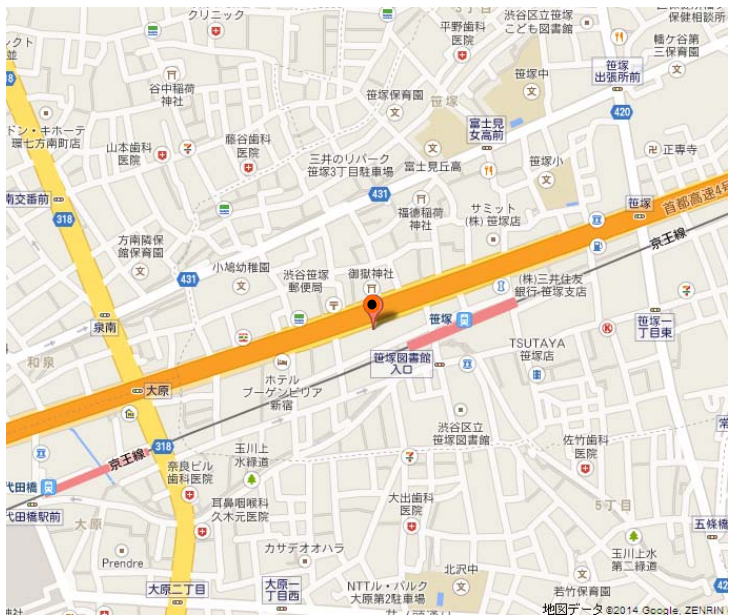 クリニック
5丁目
渋谷区立笹塚
こども図書館
保健相談所
平野歯科
医院
幡ケ谷第
三保育園
笹塚
出張所前
谷中稲荷
神社
笹塚保育園
笹塚
笹塚中
420
ドン・キホーテ
環七方南町店
山本歯科
医院
藤谷歯科
医院
富士見
女高前
正専寺
三井のリパーク
笹塚3丁目駐車場
富士見丘高
笹塚小
南交番前
318
431
福徳稲荷
神社
サミット
(株) 笹塚店
笹塚
首都高速4号
京王線
方南隣保
館保育園
小鳩幼稚園
431
渋谷笹塚
郵便局
御嶽神社
(株)三井住友
銀行-笹塚支店
泉南
笹塚
笹塚一
丁目東
和泉
笹塚図書館
入口
TSUTAYA
笹塚店
大原
ホテル
ブーゲンビリア
新宿
318
京王線
渋谷区立
笹塚図書館
佐竹歯科
医院
玉川上
水緑道
奈良ビル
歯科医院
代田橋
代田橋駅前
大原
耳鼻咽喉科
久木元医院
大出歯科
医院
5丁目
五條橋
Prendre
カサデオオハラ
玉川上水
第二緑道
大原二丁目
大原一
丁目西
NTTル・パルク
大原第2駐車場
北沢中
若竹保育園
地図データ ©2014 Google, ZENRIN